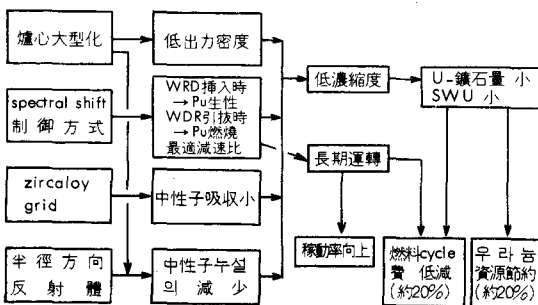 爐心大型化
低出力密度
spectral shift
制御方式
WRD挿入時
→Pu生性
WDR引抜時
→Pu燃燒
最適減速比
zircaloy
grid
中性子吸収小
半徑方向
反射體
中性子누설
의 減少
低濃縮度
長期運轉
U-鑛石量 小
SWU 小
稼動率向上
燃料cycle
費 低減
(約20%)
우라늄
資源節約
(約20%)